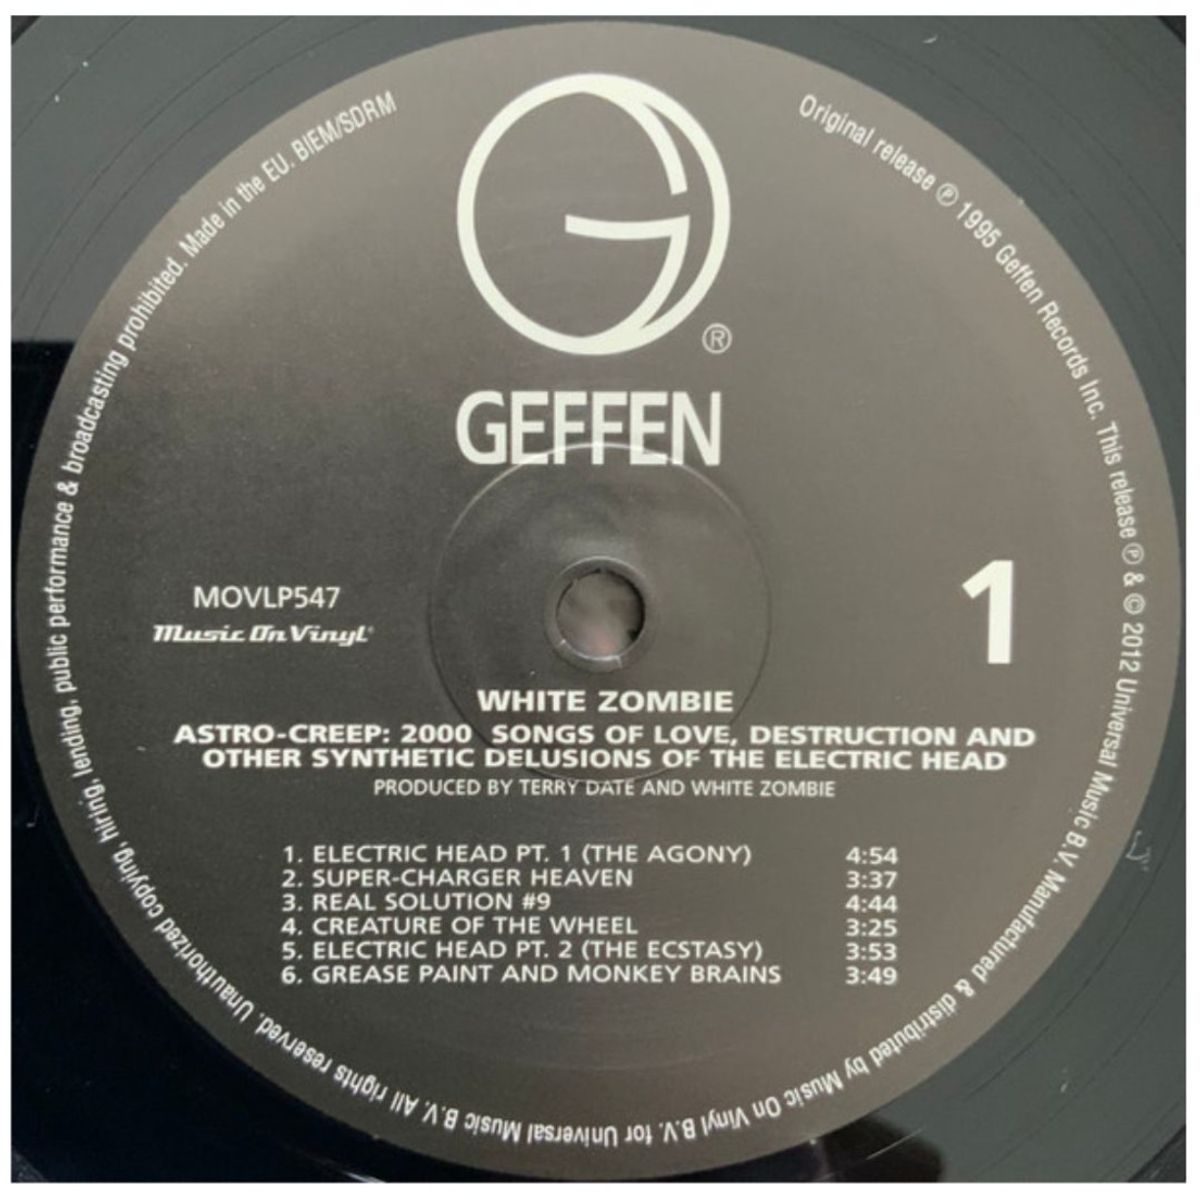 ®
GEFFEN
MOVLP547
Music On Vinyl®
1
WHITE ZOMBIE
ASTRO-CREEP: 2000 SONGS OF LOVE, DESTRUCTION AND
OTHER SYNTHETIC DELUSIONS OF THE ELECTRIC HEAD
PRODUCED BY TERRY DATE AND WHITE ZOMBIE
1. ELECTRIC HEAD PT. 1 (THE AGONY) 4:54
2. SUPER-CHARGER HEAVEN 3:37
3. REAL SOLUTION #9 4:44
4. CREATURE OF THE WHEEL 3:25
5. ELECTRIC HEAD PT. 2 (THE ECSTASY) 3:53
6. GREASE PAINT AND MONKEY BRAINS 3:49
Original release ℗ 1995 Geffen Records Inc. This release ℗ & © 2012 Universal Music B.V. Manufactured & distributed by Music On Vinyl B.V. for Universal Music B.V. All rights reserved. Unauthorized copying, hiring, lending, public performance & broadcasting prohibited. Made in the EU. BIEM/SDRM